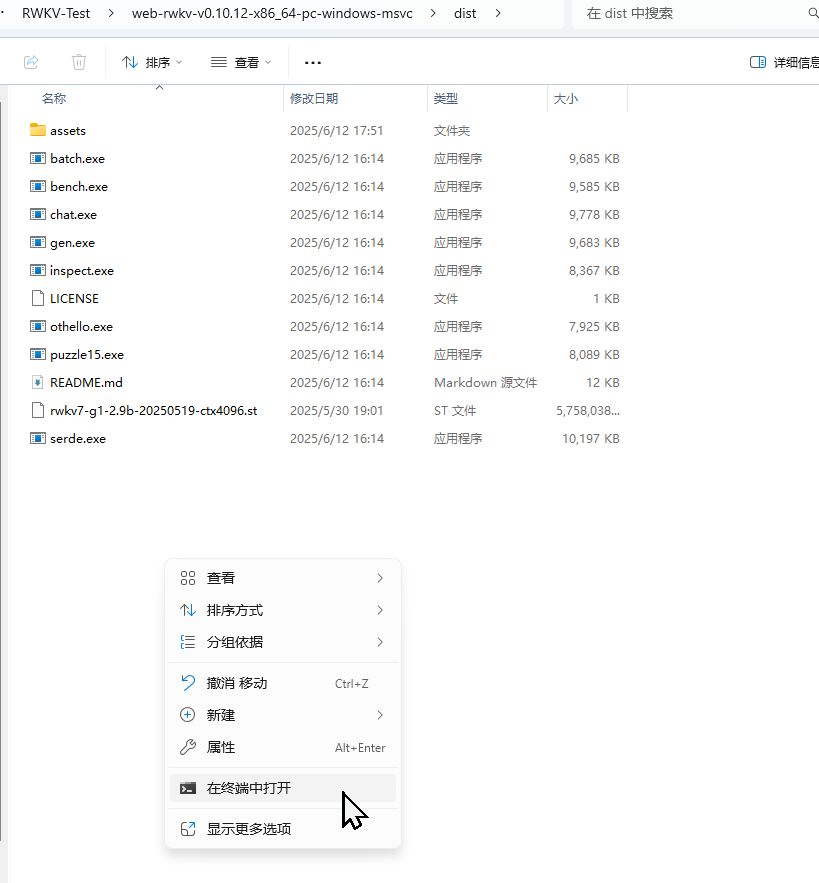 RWKV-Test > web-rwkv-v0.10.12-x86_64-pc-windows-msvc > dist > 在 dist 中搜索
排序 查看 ... 详细信息
名称 修改日期 类型 大小
assets 2025/6/12 17:51 文件夹
batch.exe 2025/6/12 16:14 应用程序 9,685 KB
bench.exe 2025/6/12 16:14 应用程序 9,585 KB
chat.exe 2025/6/12 16:14 应用程序 9,778 KB
gen.exe 2025/6/12 16:14 应用程序 9,683 KB
inspect.exe 2025/6/12 16:14 应用程序 8,367 KB
LICENSE 2025/6/12 16:14 文件 1 KB
othello.exe 2025/6/12 16:14 应用程序 7,925 KB
puzzle15.exe 2025/6/12 16:14 应用程序 8,089 KB
README.md 2025/6/12 16:14 Markdown 源文件 12 KB
rwkv7-g1-2.9b-20250519-ctx4096.st 2025/5/30 19:01 ST 文件 5,758,038...
serde.exe 2025/6/12 16:14 应用程序 10,197 KB
查看
排序方式
分组依据
撤消 移动 Ctrl+Z
新建
属性 Alt+Enter
在终端中打开
显示更多选项